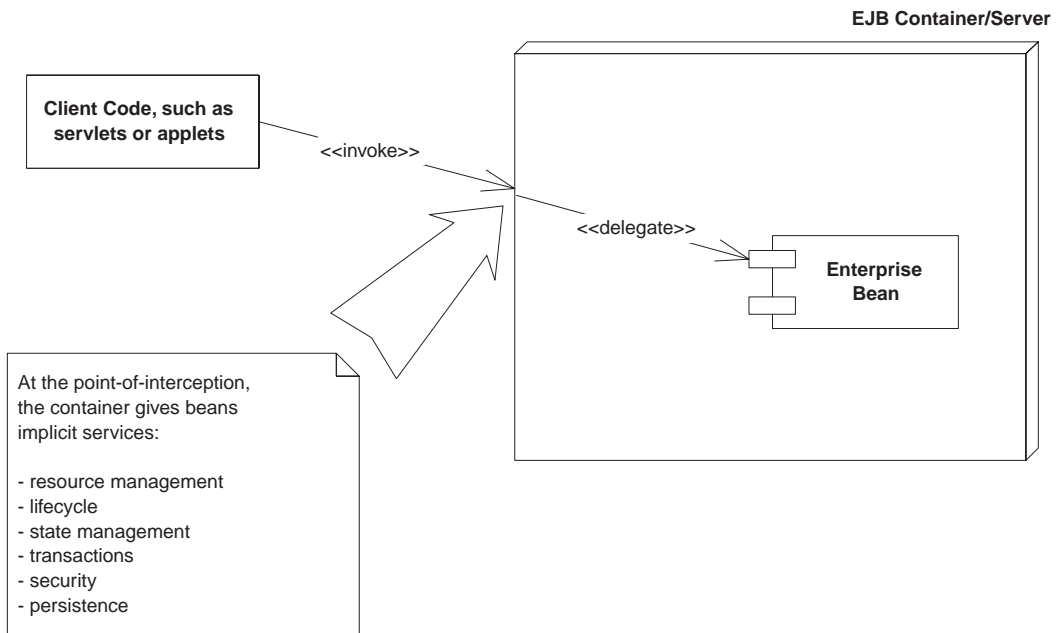 EJB Container/Server
Client Code, such as
servlets or applets
<<invoke>>
<<delegate>>
Enterprise
Bean
At the point-of-interception,
the container gives beans
implicit services:
- resource management
- lifecycle
- state management
- transactions
- security
- persistence